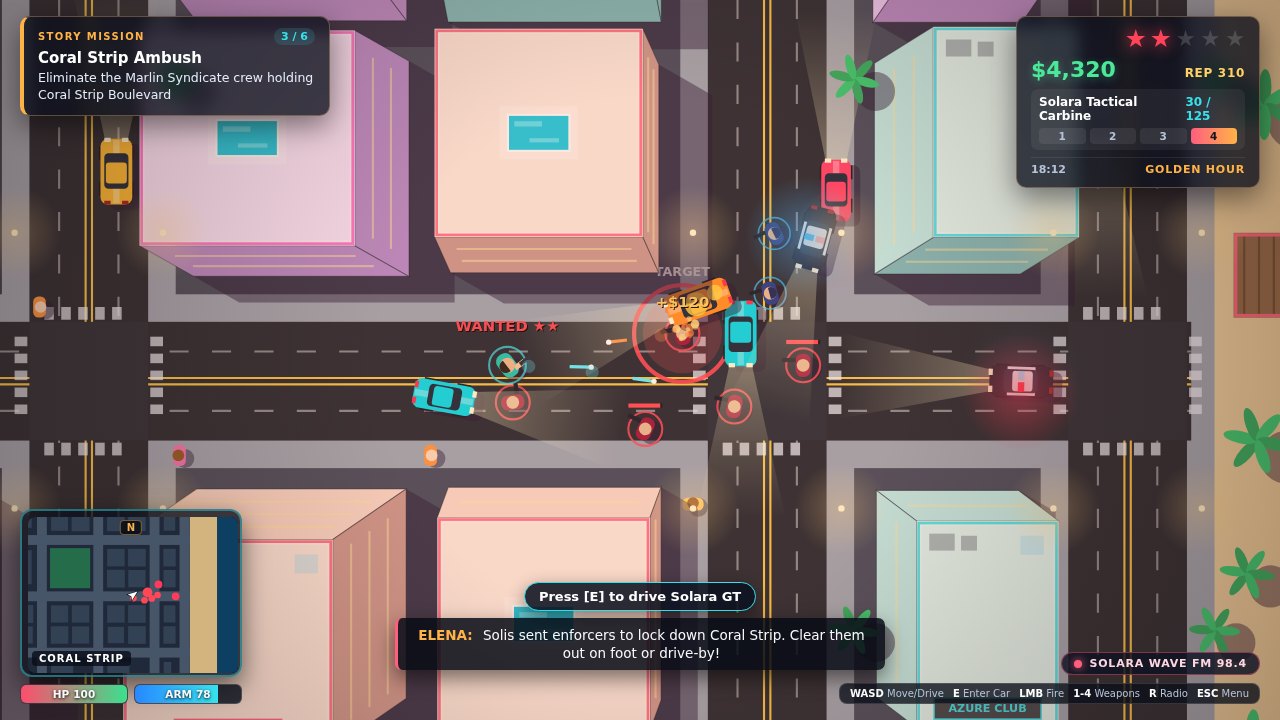 STORY MISSION
3 / 6
Coral Strip Ambush
Eliminate the Marlin Syndicate crew holding
Coral Strip Boulevard
★★★★★
$4,320
REP 310
Solara Tactical
Carbine
30 /
125
1 2 3 4
18:12
GOLDEN HOUR
TARGET
+$120
WANTED ★★
N
CORAL STRIP
HP 100
ARM 78
Press [E] to drive Solara GT
ELENA: Solis sent enforcers to lock down Coral Strip. Clear them
out on foot or drive-by!
SOLARA WAVE FM 98.4
WASD Move/Drive E Enter Car LMB Fire 1-4 Weapons R Radio ESC Menu
AZURE CLUB